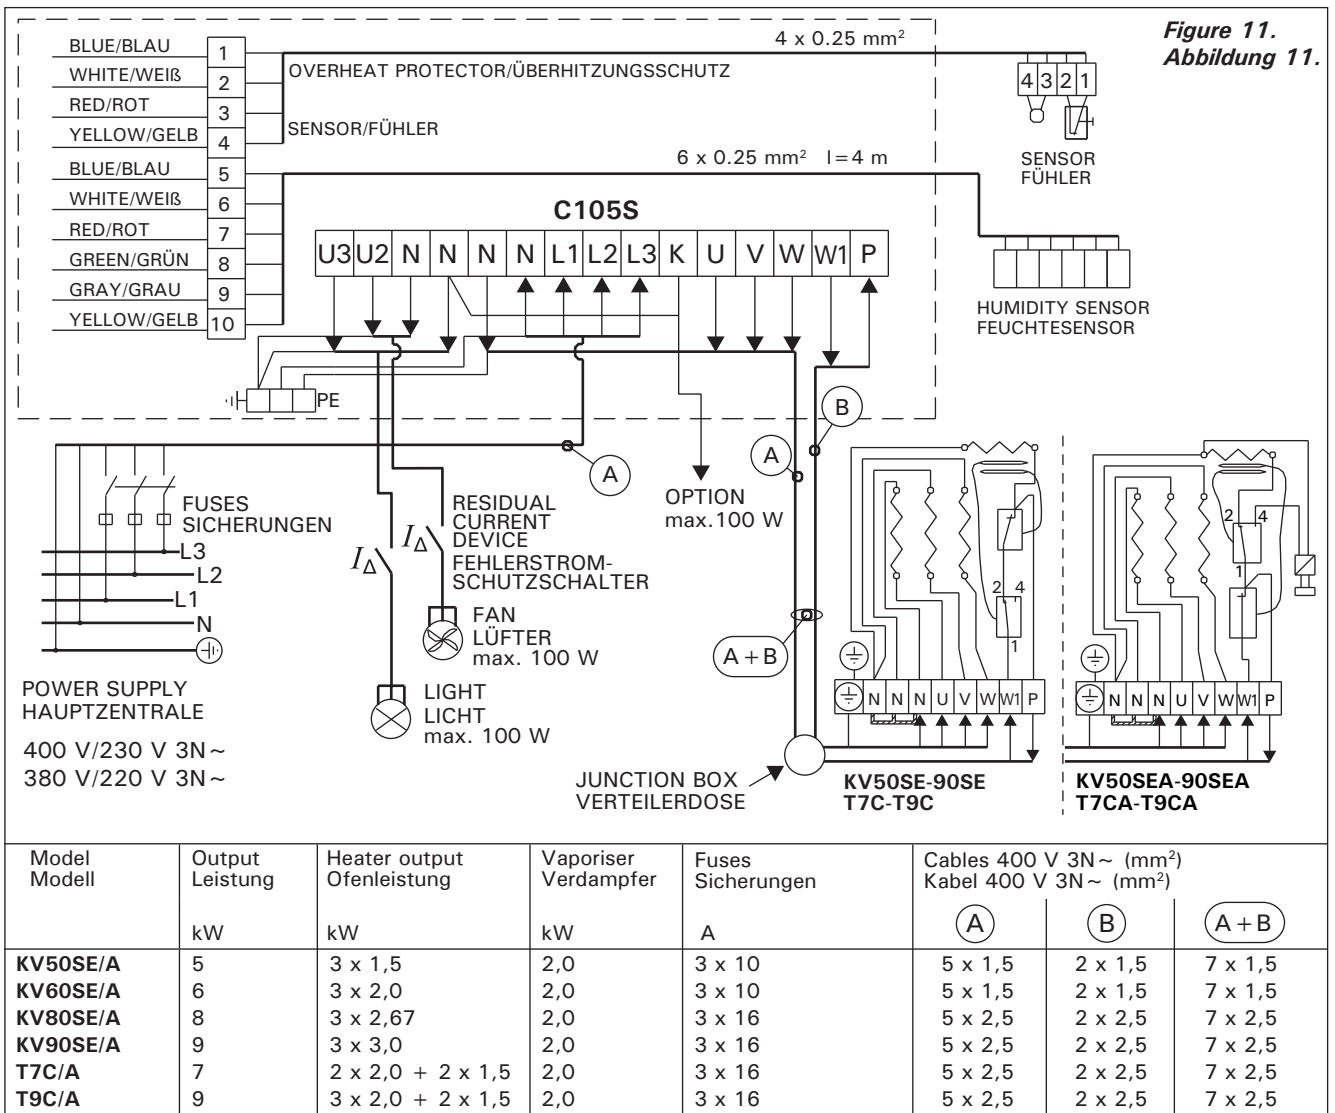 Figure 11.
Abbildung 11.
BLUE/BLAU 1
WHITE/WEIß 2
RED/ROT 3
YELLOW/GELB 4
BLUE/BLAU 5
WHITE/WEIß 6
RED/ROT 7
GREEN/GRÜN 8
GRAY/GRAU 9
YELLOW/GELB 10
4 x 0.25 mm²
OVERHEAT PROTECTOR/ÜBERHITZUNGSSCHUTZ
SENSOR/FÜHLER
4 3 2 1
SENSOR
FÜHLER
6 x 0.25 mm² l=4 m
C105S
U3 U2 N N N N L1 L2 L3 K U V W W1 P
HUMIDITY SENSOR
FEUCHTESENSOR
PE
A
B
A
A+B
OPTION
max.100 W
FUSES
SICHERUNGEN
L3
L2
L1
N
POWER SUPPLY
HAUPTZENTRALE
400 V/230 V 3N~
380 V/220 V 3N~
RESIDUAL
CURRENT
DEVICE
FEHLERSTROM-
SCHUTZSCHALTER
IΔ
IΔ
FAN
LÜFTER
max. 100 W
LIGHT
LICHT
max. 100 W
JUNCTION BOX
VERTEILERDOSE
2 4
1
N N N U V W W1 P
KV50SE-90SE
T7C-T9C
2 4
1
N N N U V W W1 P
KV50SEA-90SEA
T7CA-T9CA
Model Output Heater output Vaporiser Fuses Cables 400 V 3N~ (mm²)
Modell Leistung Ofenleistung Verdampfer Sicherungen Kabel 400 V 3N~ (mm²)
kW kW kW A A B A+B
KV50SE/A 5 3 x 1,5 2,0 3 x 10 5 x 1,5 2 x 1,5 7 x 1,5
KV60SE/A 6 3 x 2,0 2,0 3 x 10 5 x 1,5 2 x 1,5 7 x 1,5
KV80SE/A 8 3 x 2,67 2,0 3 x 16 5 x 2,5 2 x 2,5 7 x 2,5
KV90SE/A 9 3 x 3,0 2,0 3 x 16 5 x 2,5 2 x 2,5 7 x 2,5
T7C/A 7 2 x 2,0 + 2 x 1,5 2,0 3 x 16 5 x 2,5 2 x 2,5 7 x 2,5
T9C/A 9 3 x 2,0 + 2 x 1,5 2,0 3 x 16 5 x 2,5 2 x 2,5 7 x 2,5